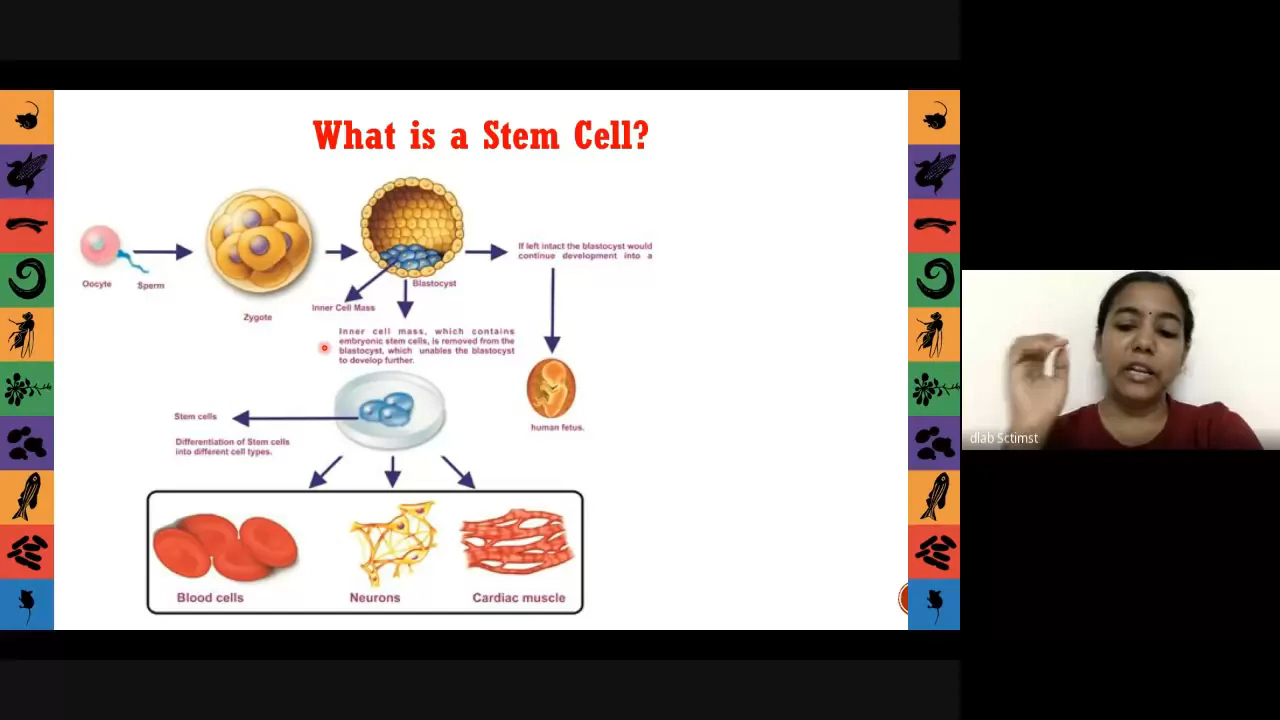 What is a Stem Cell?
If left intact the blastocyst would
continue development into a
Oocyte
Sperm
Blastocyst
Inner Cell Mass
Zygote
Inner cell mass, which contains
embryonic stem cells, is removed from the
blastocyst, which unables the blastocyst
to develop further.
Stem cells
human fetus.
Differentiation of Stem cells
into different cell types.
Blood cells
Neurons
Cardiac muscle
dlab Sctimst